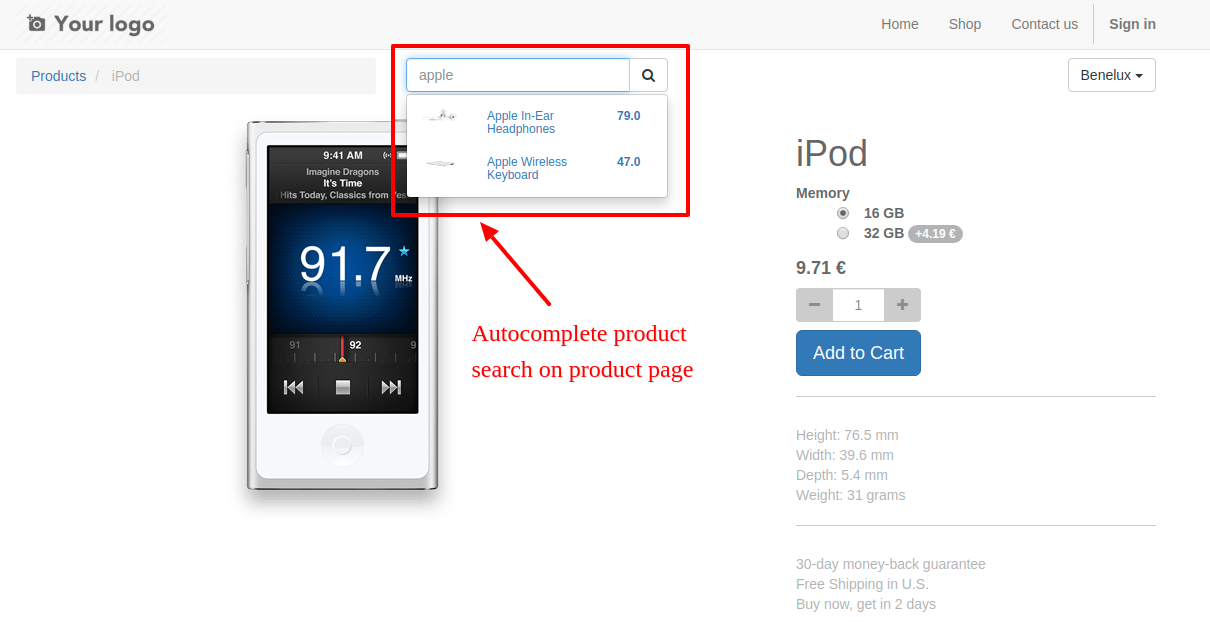 Your logo
Home
Shop
Contact us
Sign in
Products / iPod
apple
Benelux
Apple In-Ear
Headphones
79.0
Apple Wireless
Keyboard
47.0
9:41 AM
Imagine Dragons
It's Time
Hits Today, Classics from Yes
91.7
MHz
91
92
9
Autocomplete product
search on product page
iPod
Memory
16 GB
32 GB +4.19 €
9.71 €
− 1 +
Add to Cart
Height: 76.5 mm
Width: 39.6 mm
Depth: 5.4 mm
Weight: 31 grams
30-day money-back guarantee
Free Shipping in U.S.
Buy now, get in 2 days